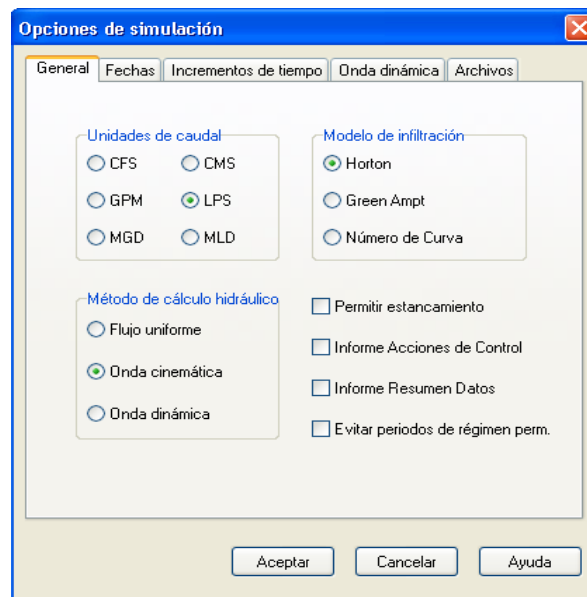 Opciones de simulación
General Fechas Incrementos de tiempo Onda dinámica Archivos
Unidades de caudal
CFS CMS
GPM LPS
MGD MLD
Modelo de infiltración
Horton
Green Ampt
Número de Curva
Método de cálculo hidráulico
Flujo uniforme
Onda cinemática
Onda dinámica
Permitir estancamiento
Informe Acciones de Control
Informe Resumen Datos
Evitar periodos de régimen perm.
Aceptar Cancelar Ayuda